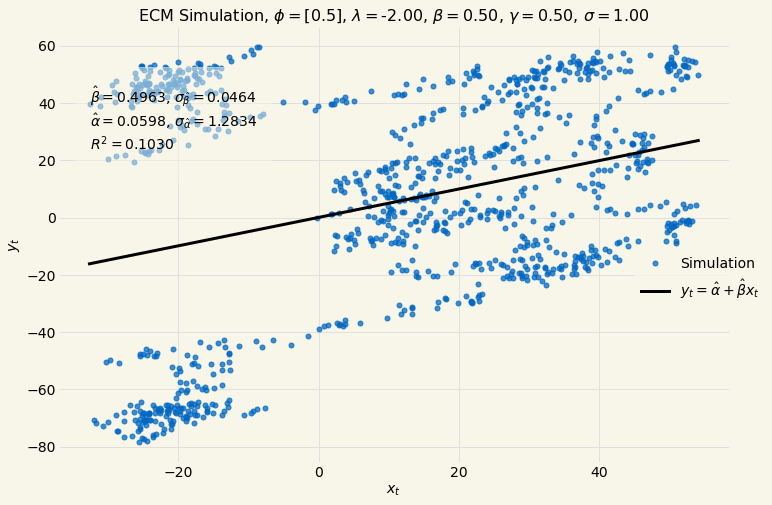 ECM Simulation, ϕ = [0.5], λ = -2.00, β = 0.50, γ = 0.50, σ = 1.00
60
40
20
0
−20
−40
−60
−80
y_t
β̂ = 0.4963, σ_β̂ = 0.0464
α̂ = 0.0598, σ_α̂ = 1.2834
R² = 0.1030
Simulation
y_t = α̂ + β̂x_t
−20
0
20
40
x_t